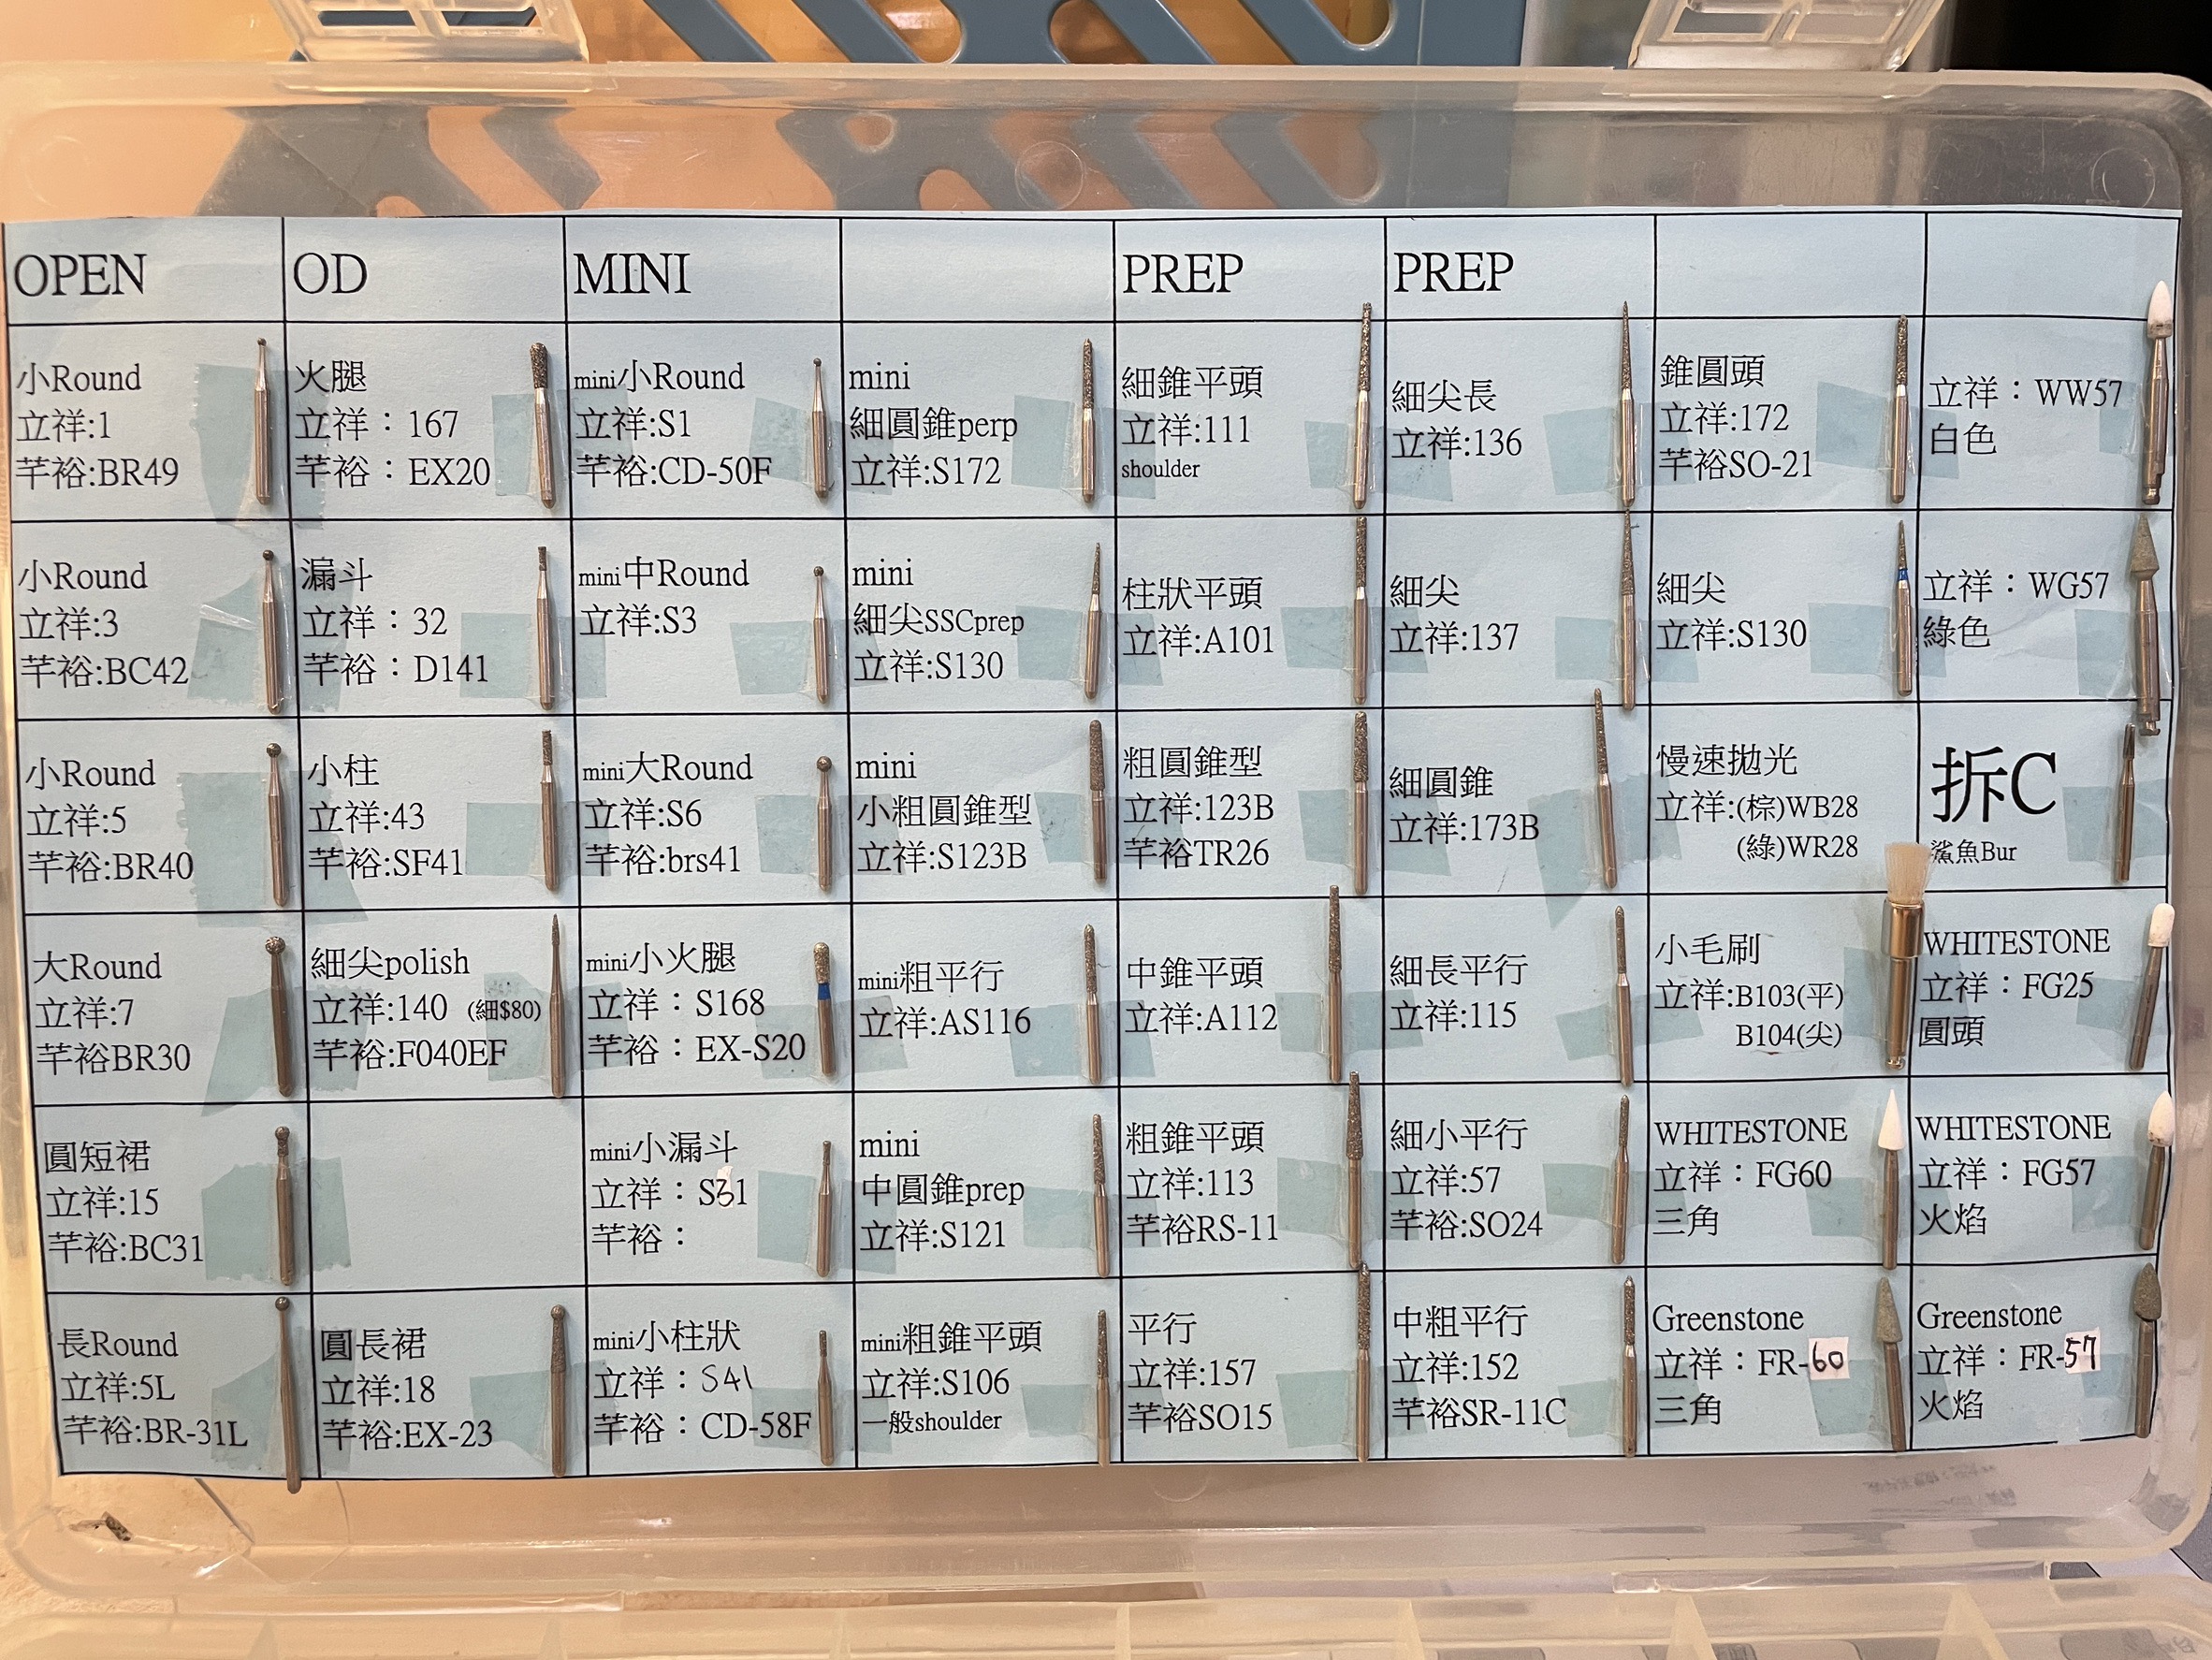 OPEN
OD
MINI
PREP
PREP
小Round
立祥:1
芊裕:BR49
火腿
立祥：167
芊裕：EX20
mini小Round
立祥:S1
芊裕:CD-50F
mini
細圓錐perp
立祥:S172
細錐平頭
立祥:111
shoulder
細尖長
立祥:136
錐圓頭
立祥:172
芊裕SO-21
立祥：WW57
白色
小Round
立祥:3
芊裕:BC42
漏斗
立祥：32
芊裕：D141
mini中Round
立祥:S3
mini
細尖SSCprep
立祥:S130
柱狀平頭
立祥:A101
細尖
立祥:137
細尖
立祥:S130
立祥：WG57
綠色
小Round
立祥:5
芊裕:BR40
小柱
立祥:43
芊裕:SF41
mini大Round
立祥:S6
芊裕:brs41
mini
小粗圓錐型
立祥:S123B
粗圓錐型
立祥:123B
芊裕TR26
細圓錐
立祥:173B
慢速拋光
立祥:(棕)WB28
(綠)WR28
拆C
鯊魚Bur
大Round
立祥:7
芊裕BR30
細尖polish
立祥:140 (細$80)
芊裕:F040EF
mini小火腿
立祥：S168
芊裕：EX-S20
mini粗平行
立祥:AS116
中錐平頭
立祥:A112
細長平行
立祥:115
小毛刷
立祥:B103(平)
B104(尖)
WHITESTONE
立祥：FG25
圓頭
圓短裙
立祥:15
芊裕:BC31
mini小漏斗
立祥：S31
芊裕：
mini
中圓錐prep
立祥:S121
粗錐平頭
立祥:113
芊裕RS-11
細小平行
立祥:57
芊裕:SO24
WHITESTONE
立祥：FG60
三角
WHITESTONE
立祥：FG57
火焰
長Round
立祥:5L
芊裕:BR-31L
圓長裙
立祥:18
芊裕:EX-23
mini小柱狀
立祥：S41
芊裕：CD-58F
mini粗錐平頭
立祥:S106
一般shoulder
平行
立祥:157
芊裕SO15
中粗平行
立祥:152
芊裕SR-11C
Greenstone
立祥：FR-60
三角
Greenstone
立祥：FR-57
火焰